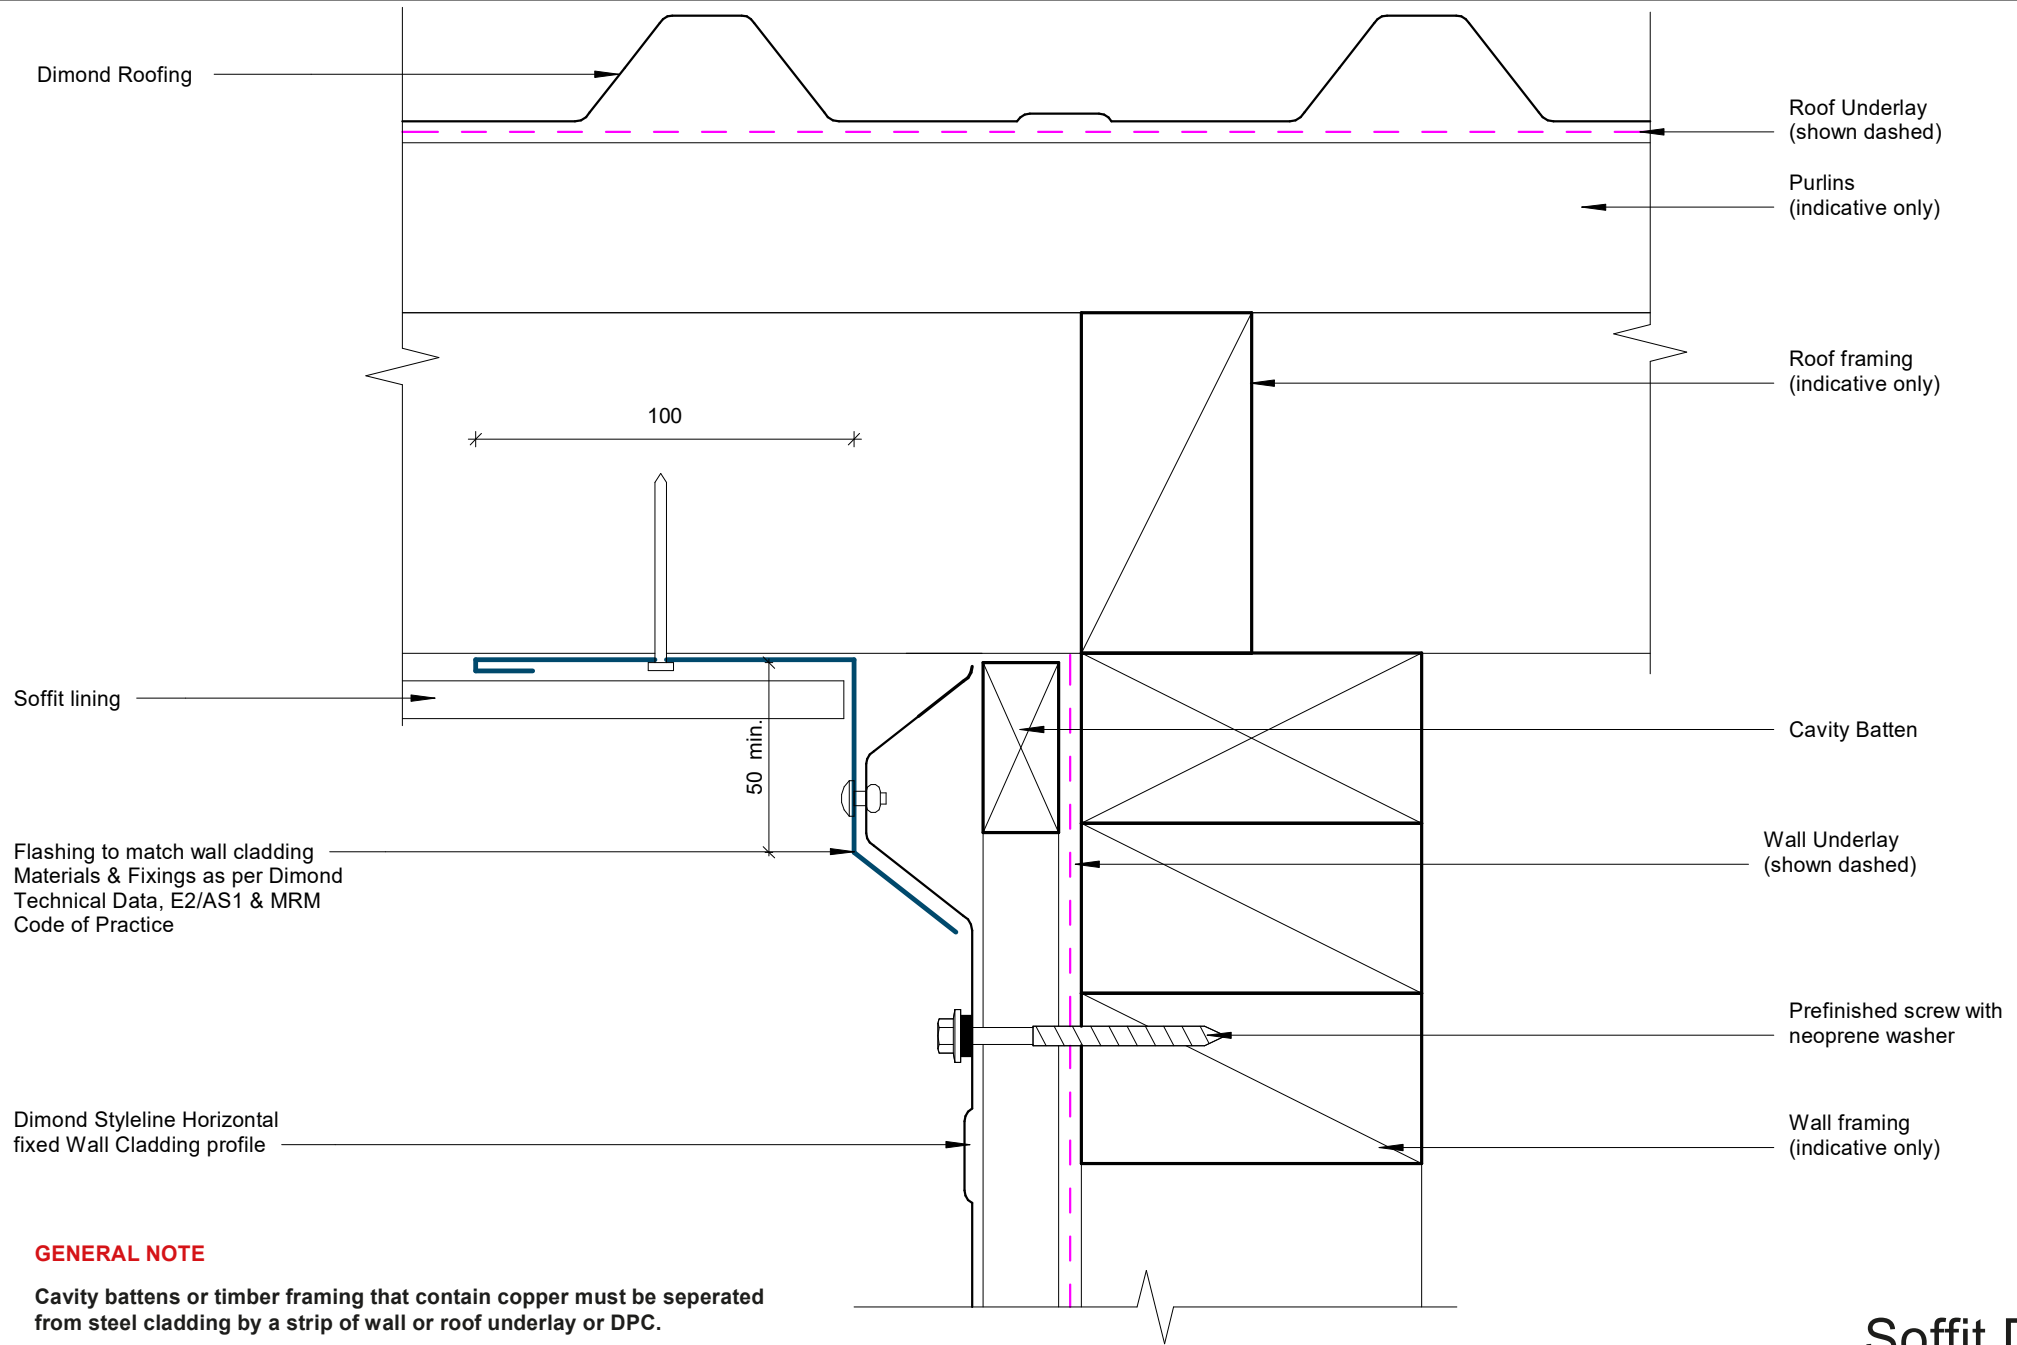 Dimond Roofing
Roof Underlay
(shown dashed)
Purlins
(indicative only)
Roof framing
(indicative only)
100
Soffit lining
50 min.
Cavity Batten
Flashing to match wall cladding
Materials & Fixings as per Dimond
Technical Data, E2/AS1 & MRM
Code of Practice
Wall Underlay
(shown dashed)
Prefinished screw with
neoprene washer
Dimond Styleline Horizontal
fixed Wall Cladding profile
Wall framing
(indicative only)
GENERAL NOTE
Cavity battens or timber framing that contain copper must be seperated
from steel cladding by a strip of wall or roof underlay or DPC.
Soffit